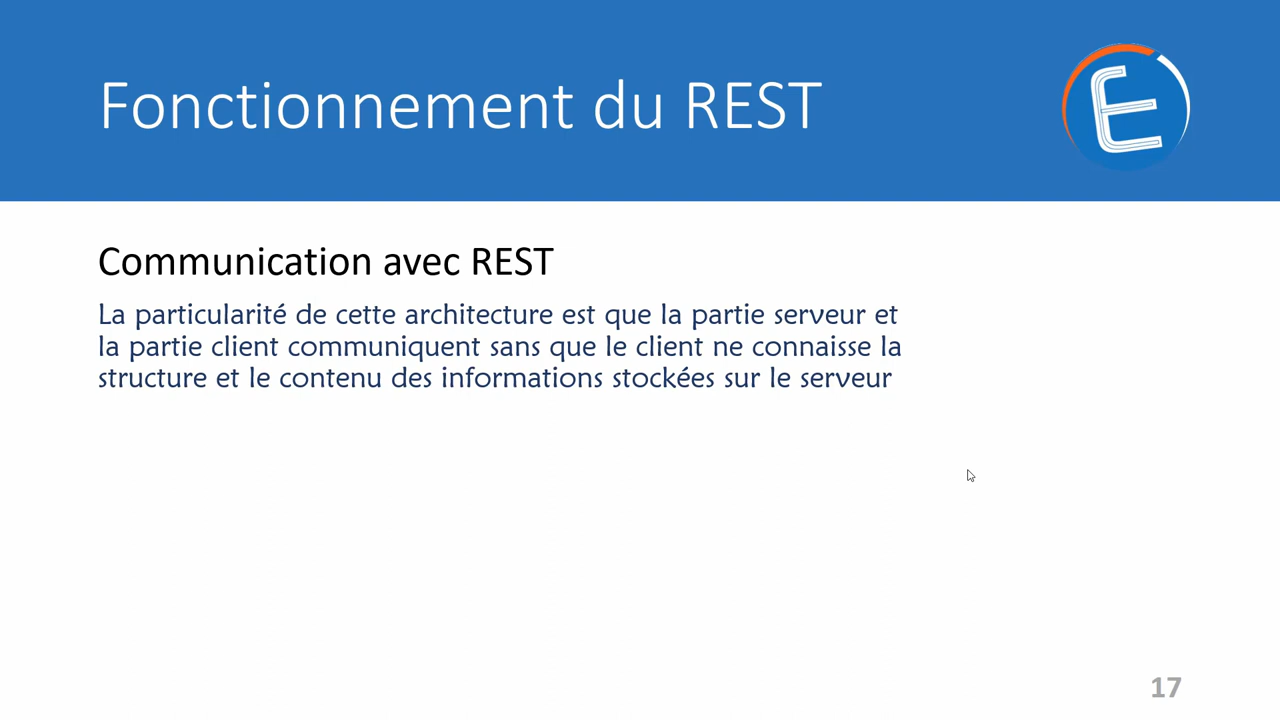 Fonctionnement du REST
E
Communication avec REST
La particularité de cette architecture est que la partie serveur et
la partie client communiquent sans que le client ne connaisse la
structure et le contenu des informations stockées sur le serveur
17